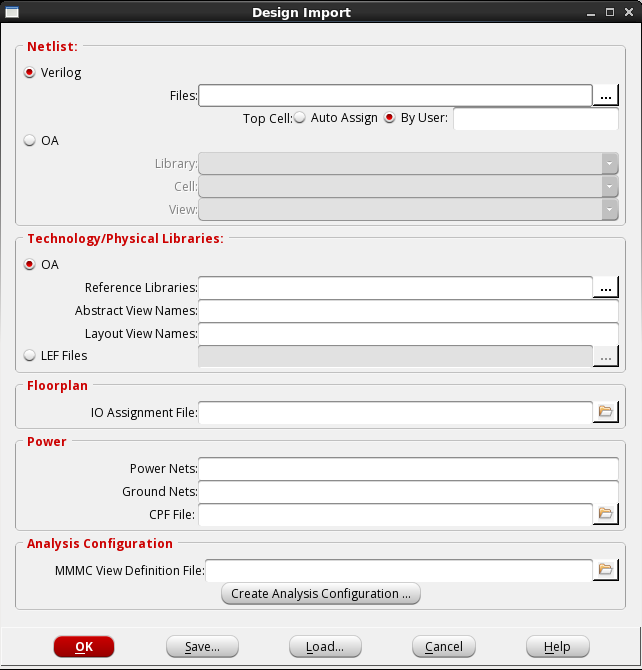 Design Import
Netlist:
Verilog
Files:
...
Top Cell: Auto Assign By User:
OA
Library:
Cell:
View:
Technology/Physical Libraries:
OA
Reference Libraries:
...
Abstract View Names:
Layout View Names:
LEF Files
...
Floorplan
IO Assignment File:
Power
Power Nets:
Ground Nets:
CPF File:
Analysis Configuration
MMMC View Definition File:
Create Analysis Configuration ...
OK Save... Load... Cancel Help